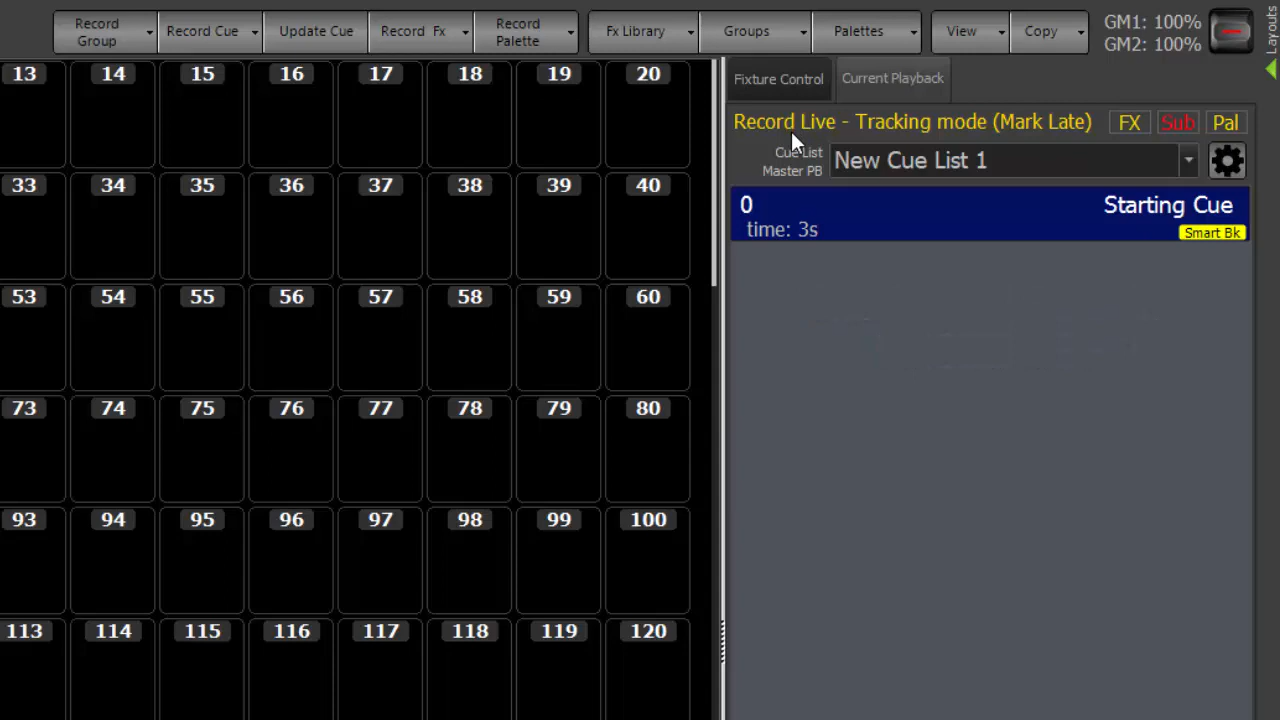 Record Group
Record Cue
Update Cue
Record Fx
Record Palette
Fx Library
Groups
Palettes
View
Copy
GM1: 100%
GM2: 100%
Layouts
Fixture Control
Current Playback
Record Live - Tracking mode (Mark Late)
FX
Sub
Pal
Cue List
Master PB
New Cue List 1
0
Starting Cue
time: 3s
Smart Bk
13 14 15 16 17 18 19 20
33 34 35 36 37 38 39 40
53 54 55 56 57 58 59 60
73 74 75 76 77 78 79 80
93 94 95 96 97 98 99 100
113 114 115 116 117 118 119 120